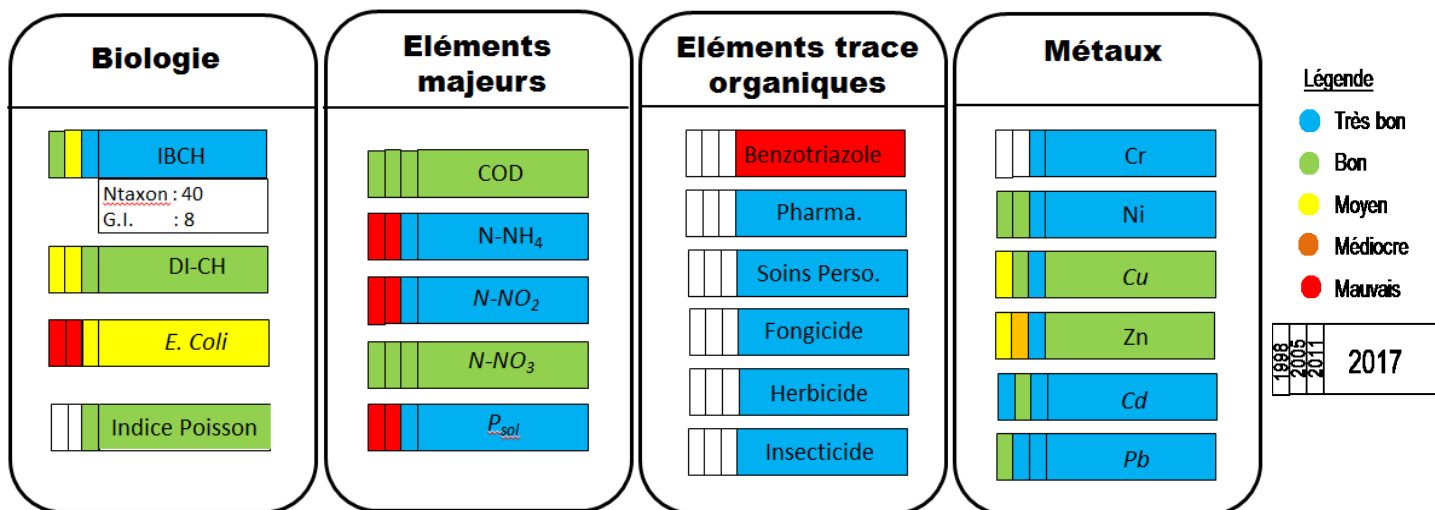 Biologie
IBCH
Ntaxon : 40
G.I. : 8
DI-CH
E. Coli
Indice Poisson
Eléments
majeurs
COD
N-NH₄
N-NO₂
N-NO₃
Psol
Eléments trace
organiques
Benzotriazole
Pharma.
Soins Perso.
Fongicide
Herbicide
Insecticide
Métaux
Cr
Ni
Cu
Zn
Cd
Pb
Légende
Très bon
Bon
Moyen
Médiocre
Mauvais
1998
2005
2011
2017